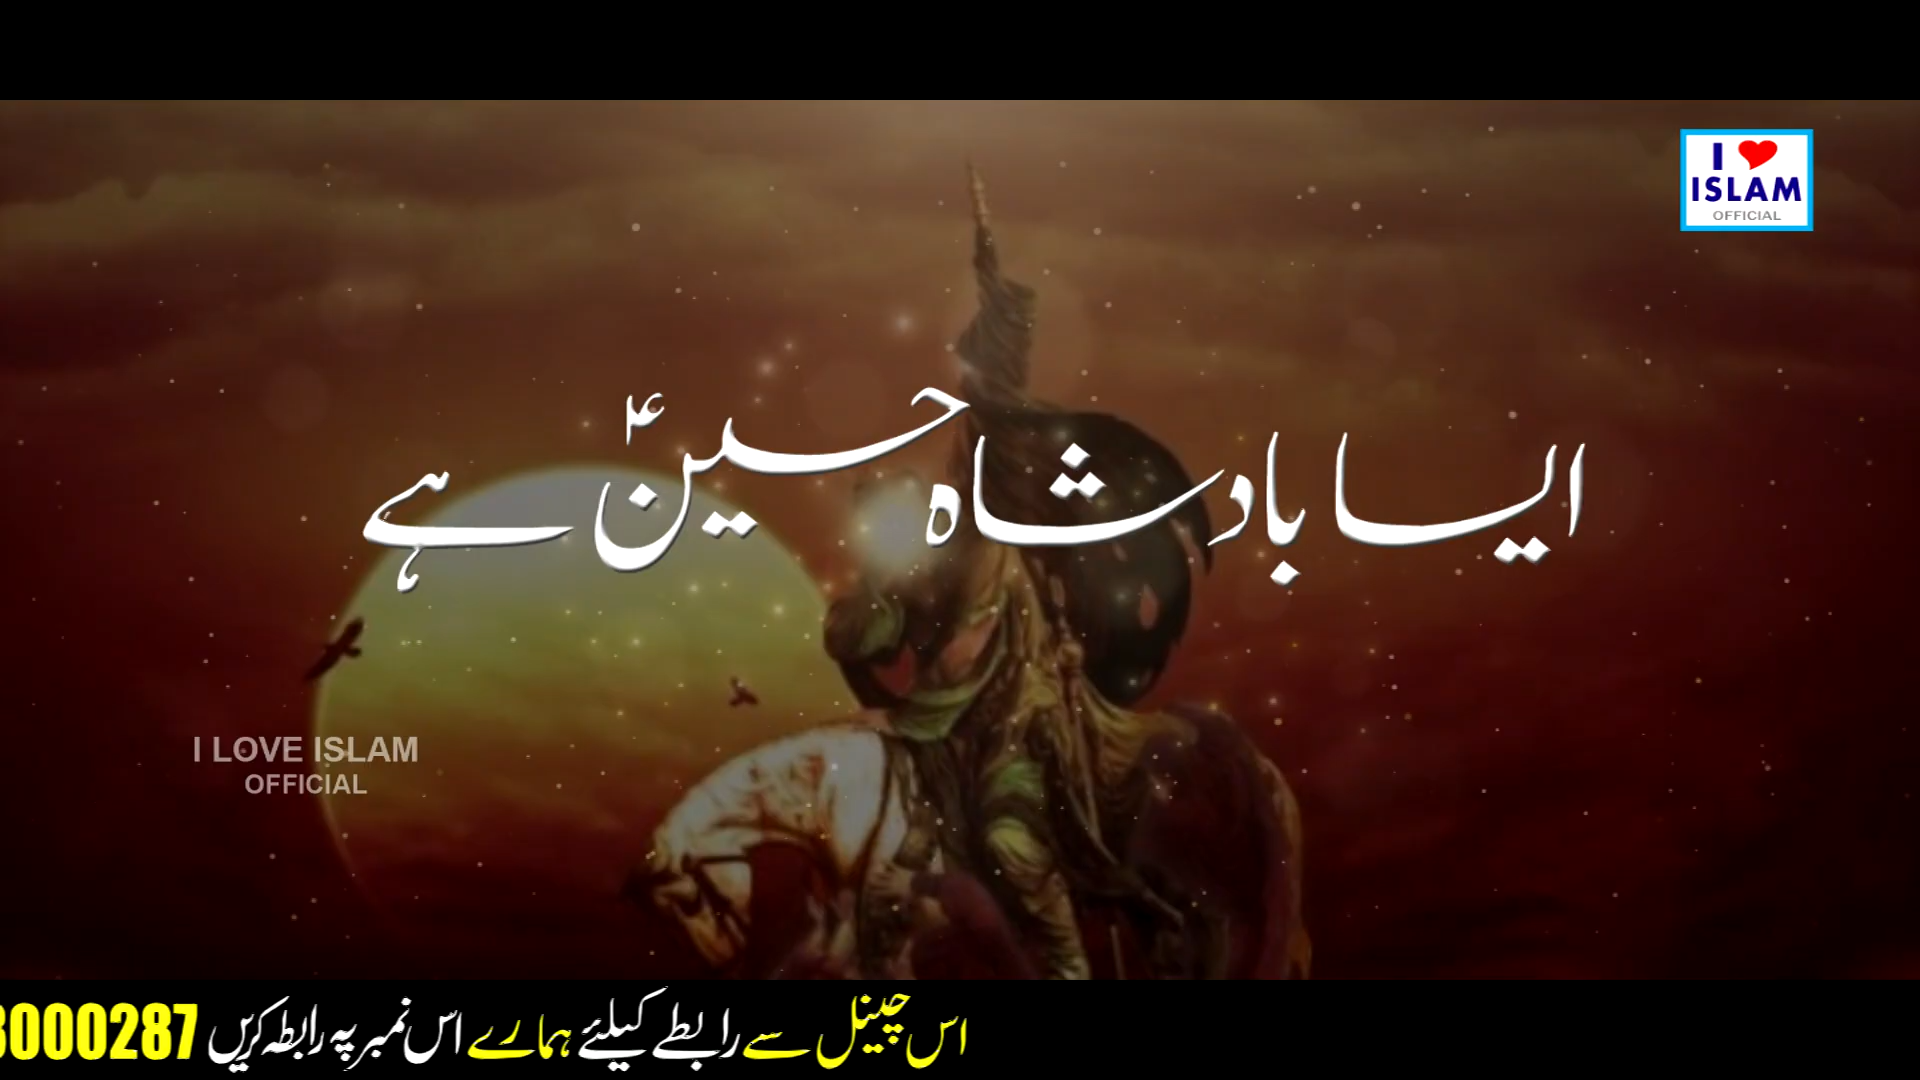 I ❤ ISLAM
OFFICIAL
ایسا بادشاہ حسینؑ ہے
I LOVE ISLAM
OFFICIAL
اس چینل سے رابطے کیلئے ہمارے اس نمبر پہ رابطہ کریں 3000287